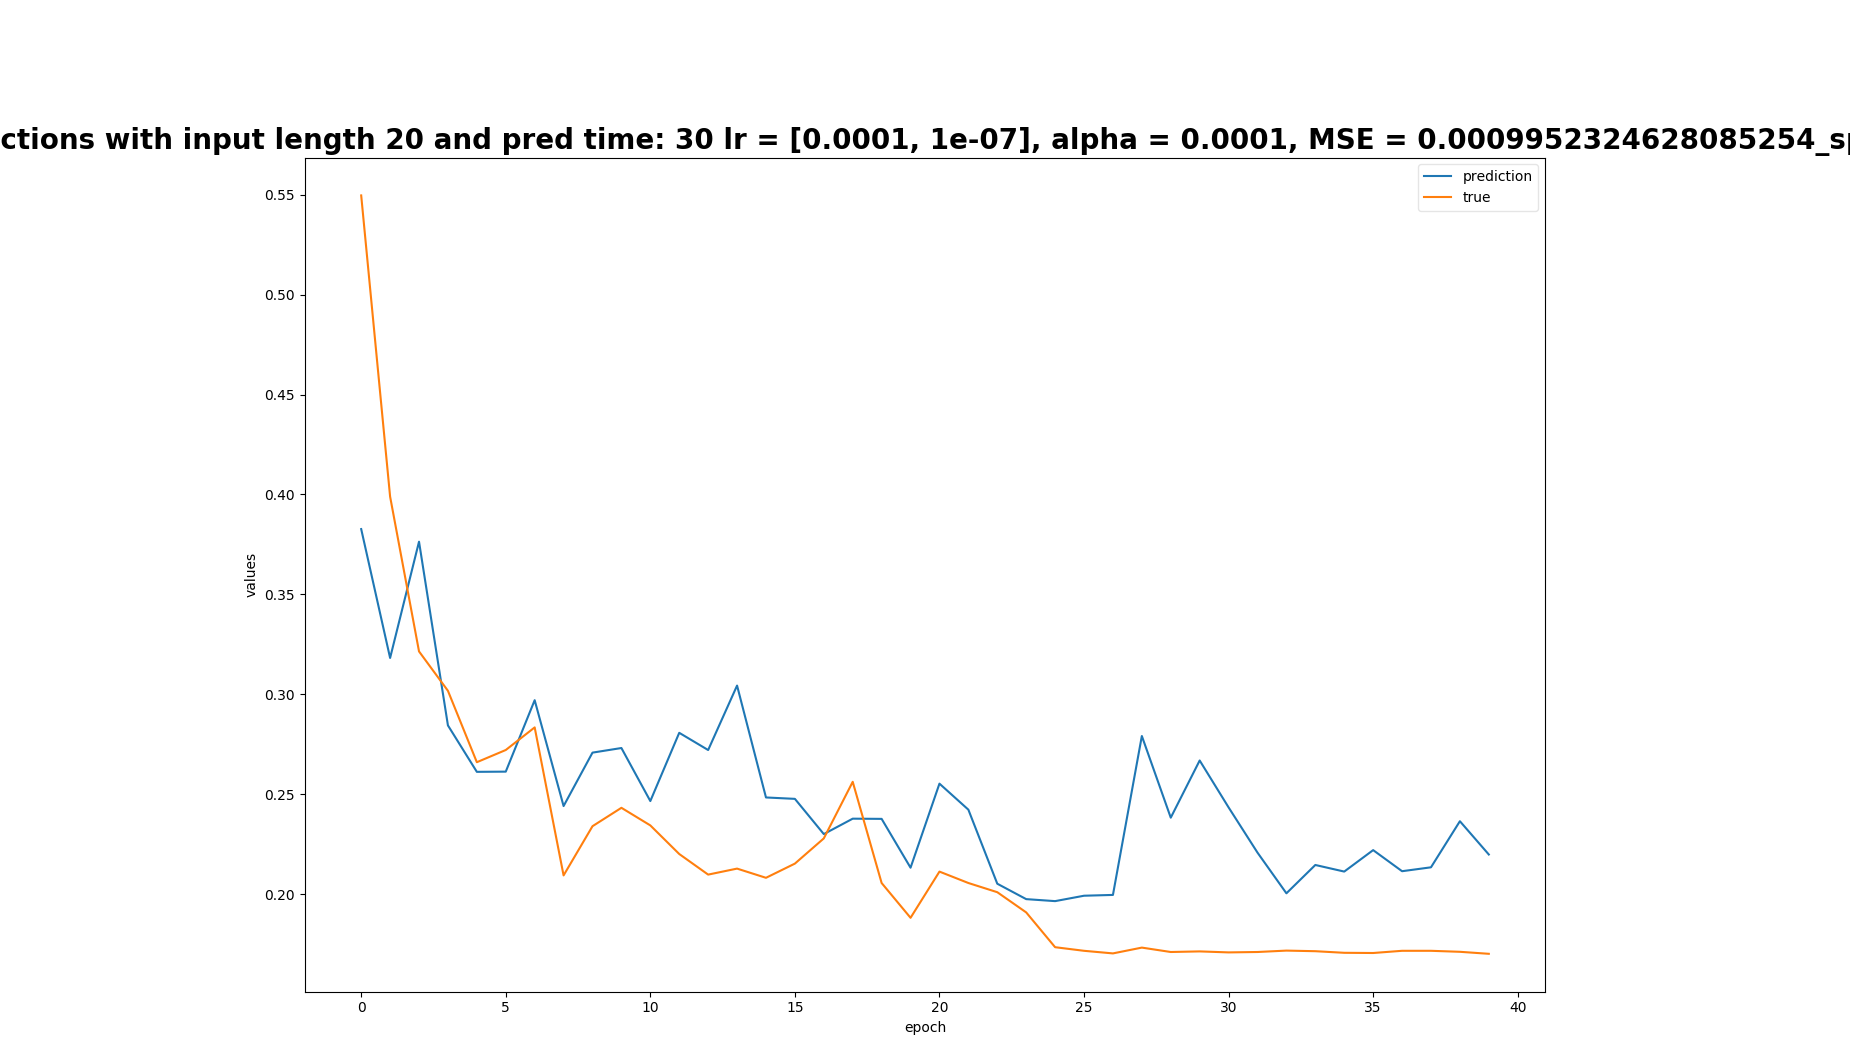 ctions with input length 20 and pred time: 30 lr = [0.0001, 1e-07], alpha = 0.0001, MSE = 0.0009952324628085254_sp
prediction
true
0.55
0.50
0.45
0.40
0.35
0.30
0.25
0.20
values
0 5 10 15 20 25 30 35 40
epoch